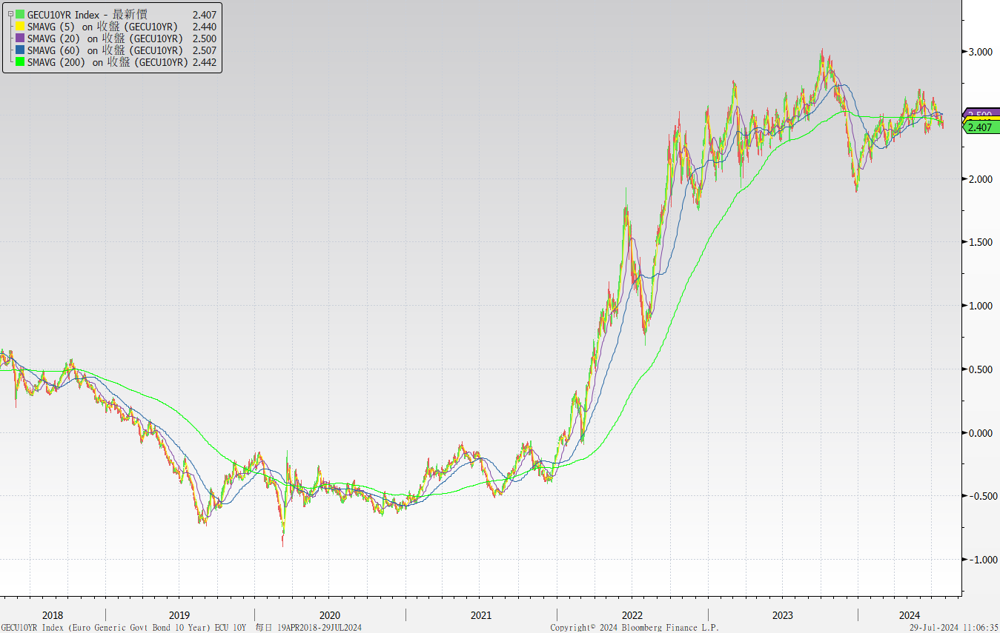 GECU10YR Index - 最新價 2.407
SMAVG (5) on 收盤 (GECU10YR) 2.440
SMAVG (20) on 收盤 (GECU10YR) 2.500
SMAVG (60) on 收盤 (GECU10YR) 2.507
SMAVG (200) on 收盤 (GECU10YR) 2.442
3.000
2.500
2.407
2.000
1.500
1.000
0.500
0.000
-0.500
-1.000
2018 2019 2020 2021 2022 2023 2024
GECU10YR Index (Euro Generic Govt Bond 10 Year) ECU 10Y 每日 19APR2018-29JUL2024 Copyright© 2024 Bloomberg Finance L.P. 29-Jul-2024 11:06:35